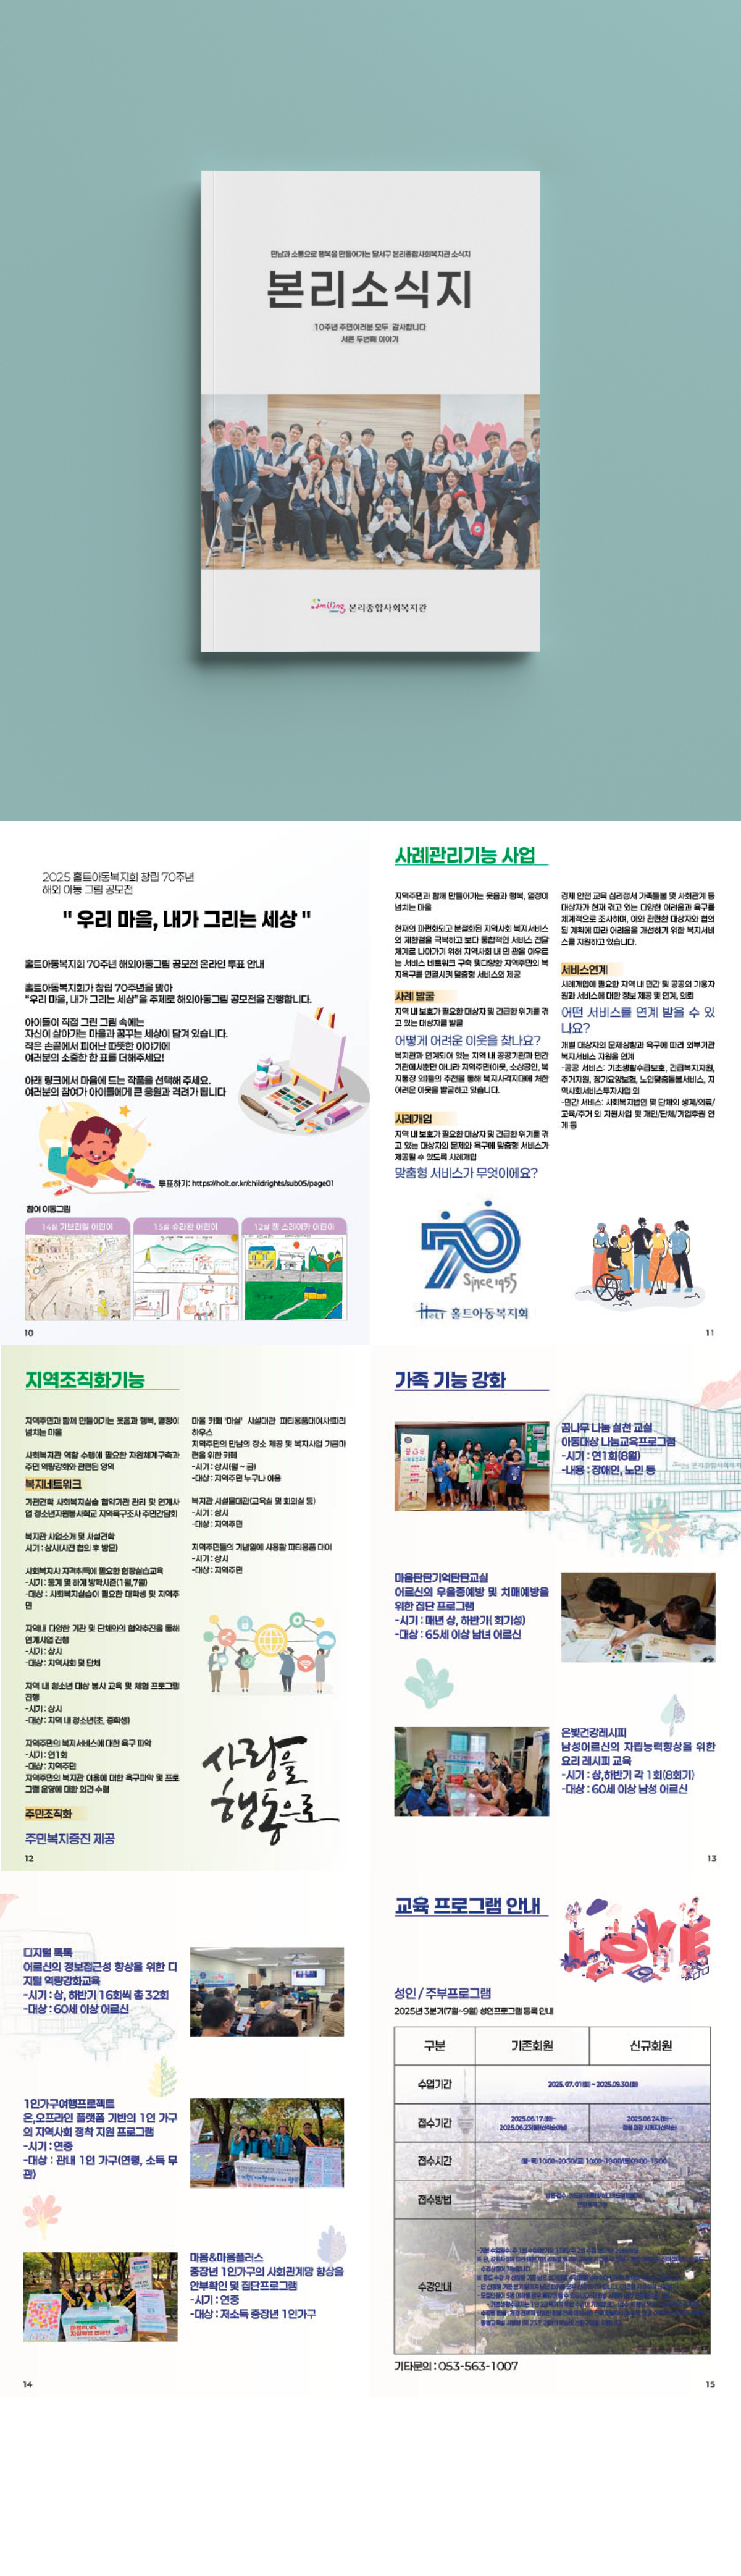 만남과 소통으로 행복을 만들어가는 달서구 본리종합사회복지관 소식지
본리소식지
10주년 주민여러분 모두 감사합니다
서른 두번째 이야기
Smiling 본리종합사회복지관
2025 홀트아동복지회 창립 70주년
해외 아동 그림 공모전
" 우리 마을, 내가 그리는 세상 "
홀트아동복지회 70주년 해외아동그림 공모전 온라인 투표 안내
홀트아동복지회가 창립 70주년을 맞아
“우리 마을, 내가 그리는 세상”을 주제로 해외아동그림 공모전을 진행합니다.
아이들이 직접 그린 그림 속에는
자신이 살아가는 마을과 꿈꾸는 세상이 담겨 있습니다.
작은 손끝에서 피어난 따뜻한 이야기에
여러분의 소중한 한 표를 더해주세요!
아래 링크에서 마음에 드는 작품을 선택해 주세요.
여러분의 참여가 아이들에게 큰 응원과 격려가 됩니다
투표하기: https://holt.or.kr/childrights/sub05/page01
참여 아동그림
14살 가브리엘 어린이
15살 슈라완 어린이
12살 쩽 스레이카 어린이
10
사례관리기능 사업
지역주민과 함께 만들어가는 웃음과 행복, 열정이
넘치는 마을
현재의 파편화되고 분절화된 지역사회 복지서비스
의 제한점을 극복하고 보다 통합적인 서비스 전달
체계로 나아가기 위해 지역사회 내 민 관을 아우르
는 서비스 네트워크 구축 및다양한 지역주민의 복
지욕구를 연결시켜 맞춤형 서비스의 제공
사례 발굴
지역 내 보호가 필요한 대상자 및 긴급한 위기를 겪
고 있는 대상자를 발굴
어떻게 어려운 이웃을 찾나요?
복지관과 연계되어 있는 지역 내 공공기관과 민간
기관에서뿐만 아니라 지역주민(이웃, 소상공인, 복
지통장 외)들의 추천을 통해 복지사각지대에 처한
어려운 이웃을 발굴하고 있습니다.
사례개입
지역 내 보호가 필요한 대상자 및 긴급한 위기를 겪
고 있는 대상자의 문제와 욕구에 맞춤형 서비스가
제공될 수 있도록 사례개입
맞춤형 서비스가 무엇이에요?
경제 안전 교육 심리정서 가족돌봄 및 사회관계 등
대상자가 현재 겪고 있는 다양한 어려움과 욕구를
체계적으로 조사하며, 이와 관련한 대상자와 협의
된 계획에 따라 어려움을 개선하기 위한 복지서비
스를 지원하고 있습니다.
서비스연계
사례개입에 필요한 지역 내 민간 및 공공의 가용자
원과 서비스에 대한 정보 제공 및 연계, 의뢰
어떤 서비스를 연계 받을 수 있
나요?
개별 대상자의 문제상황과 욕구에 따라 외부기관
복지서비스 자원을 연계
-공공 서비스: 기초생활수급보호, 긴급복지지원,
주거지원, 장기요양보험, 노인맞춤돌봄서비스, 지
역사회서비스투자사업 외
-민간 서비스: 사회복지법인 및 단체의 생계/의료/
교육/주거 외 지원사업 및 개인/단체/기업후원 연
계 등
70
Since 1955
HOLT 홀트아동복지회
11
지역조직화기능
지역주민과 함께 만들어가는 웃음과 행복, 열정이
넘치는 마을
사회복지관 역할 수행에 필요한 자원체계구축과
주민 역량강화와 관련된 영역
복지네트워크
기관견학 사회복지실습 협약기관 관리 및 연계사
업 청소년자원봉사학교 지역욕구조사 주민간담회
복지관 사업소개 및 시설견학
시기 : 상시(사전 협의 후 방문)
사회복지사 자격취득에 필요한 현장실습교육
-시기 : 동계 및 하계 방학시즌(1월,7월)
-대상 : 사회복지실습이 필요한 대학생 및 지역주
민
지역내 다양한 기관 및 단체와의 협약추진을 통해
연계사업 진행
-시기 : 상시
-대상 : 지역사회 및 단체
지역 내 청소년 대상 봉사 교육 및 체험 프로그램
진행
-시기 : 상시
-대상 : 지역 내 청소년(초, 중학생)
지역주민의 복지서비스에 대한 욕구 파악
-시기 : 연1회
-대상 : 지역주민
지역주민의 복지관 이용에 대한 욕구파악 및 프로
그램 운영에 대한 의견 수렴
주민조직화
주민복지증진 제공
마을 카페 '마실' 시설대관 파티용품대여사!파리
하우스
지역주민의 만남의 장소 제공 및 복지사업 기금마
련을 위한 카페
-시기 : 상시(월 ~ 금)
-대상 : 지역주민 누구나 이용
복지관 시설물대관(교육실 및 회의실 등)
-시기 : 상시
-대상 : 지역주민
지역주민들의 기념일에 사용할 파티용품 대여
-시기 : 상시
-대상 : 지역주민
사랑을
행동으로
12
가족 기능 강화
꿈나무 나눔 실천 교실
아동대상 나눔교육프로그램
-시기 : 연1회(8월)
-내용 : 장애인, 노인 등
마음탄탄기억탄탄교실
어르신의 우울증예방 및 치매예방을
위한 집단 프로그램
-시기 : 매년 상, 하반기( 회기성)
-대상 : 65세 이상 남녀 어르신
은빛건강레시피
남성어르신의 자립능력향상을 위한
요리 레시피 교육
-시기 : 상,하반기 각 1회(8회기)
-대상 : 60세 이상 남성 어르신
13
디지털 톡톡
어르신의 정보접근성 향상을 위한 디
지털 역량강화교육
-시기 : 상, 하반기 16회씩 총 32회
-대상 : 60세 이상 어르신
1인가구여행프로젝트
온,오프라인 플랫폼 기반의 1인 가구
의 지역사회 정착 지원 프로그램
-시기 : 연중
-대상 : 관내 1인 가구(연령, 소득 무
관)
마음&마음플러스
중장년 1인가구의 사회관계망 향상을
안부확인 및 집단프로그램
-시기 : 연중
-대상 : 저소득 중장년 1인가구
14
교육 프로그램 안내
LOVE
성인 / 주부프로그램
2025년 3분기(7월~9월) 성인프로그램 등록 안내
구분 기존회원 신규회원
수업기간 2025. 07. 01(화) ~ 2025.09.30.(화)
접수기간 2025.06.17.(화)~ 2025.06.24.(화)~
접수시간
접수방법
수강안내
기타문의 : 053-563-1007
15